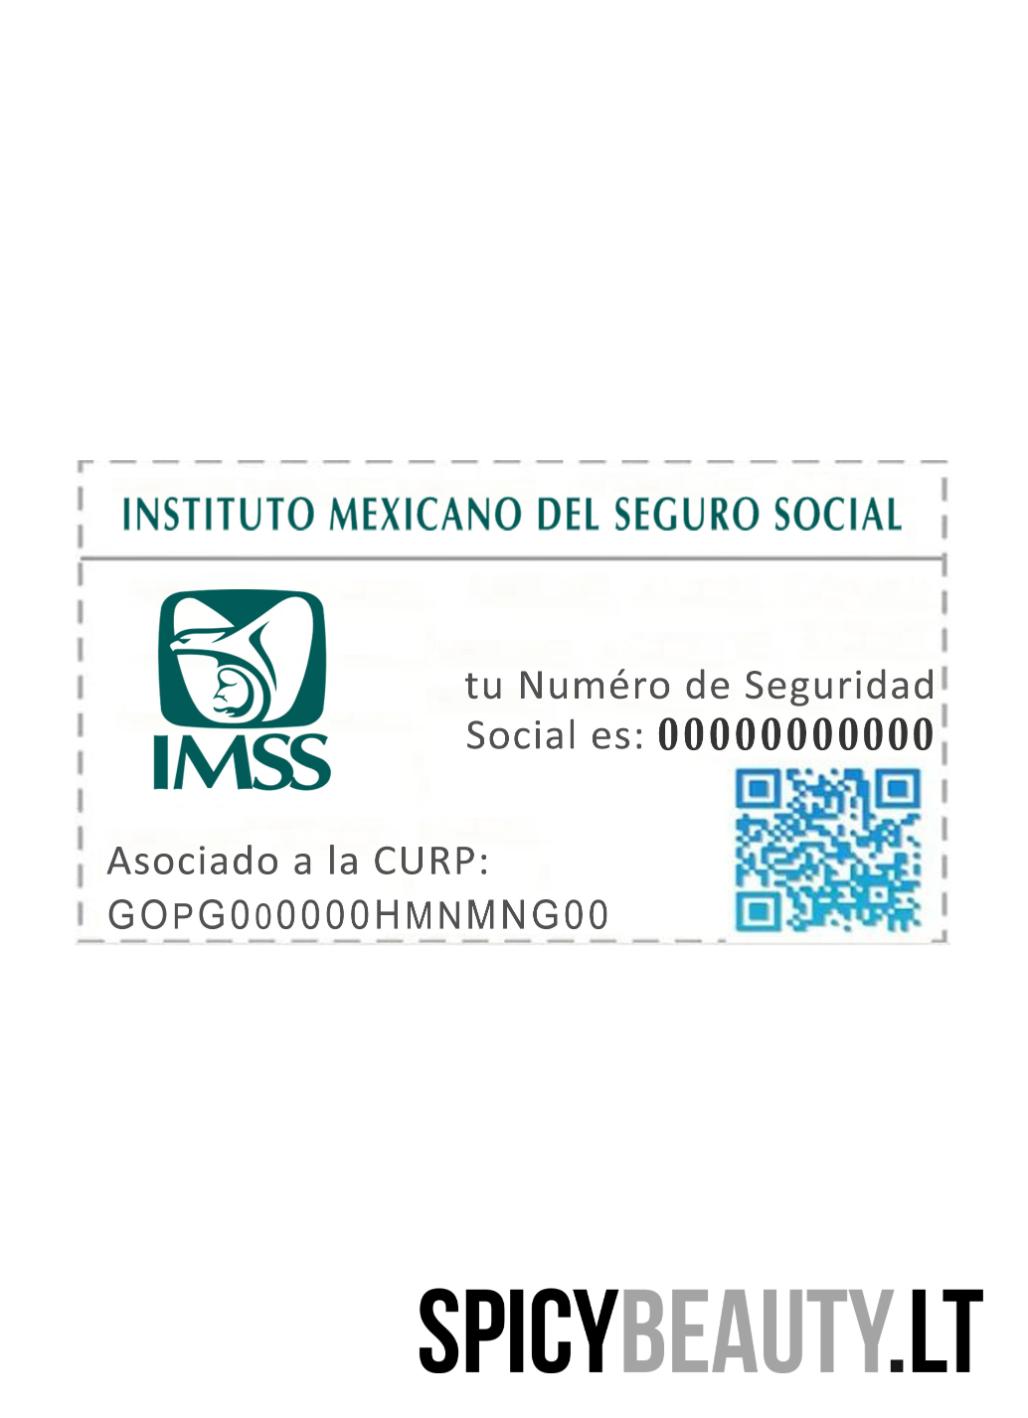 INSTITUTO MEXICANO DEL SEGURO SOCIAL
IMSS
tu Numéro de Seguridad
Social es: 00000000000
Asociado a la CURP:
GOPG000000HMNMNG00
SPICYBEAUTY.LT